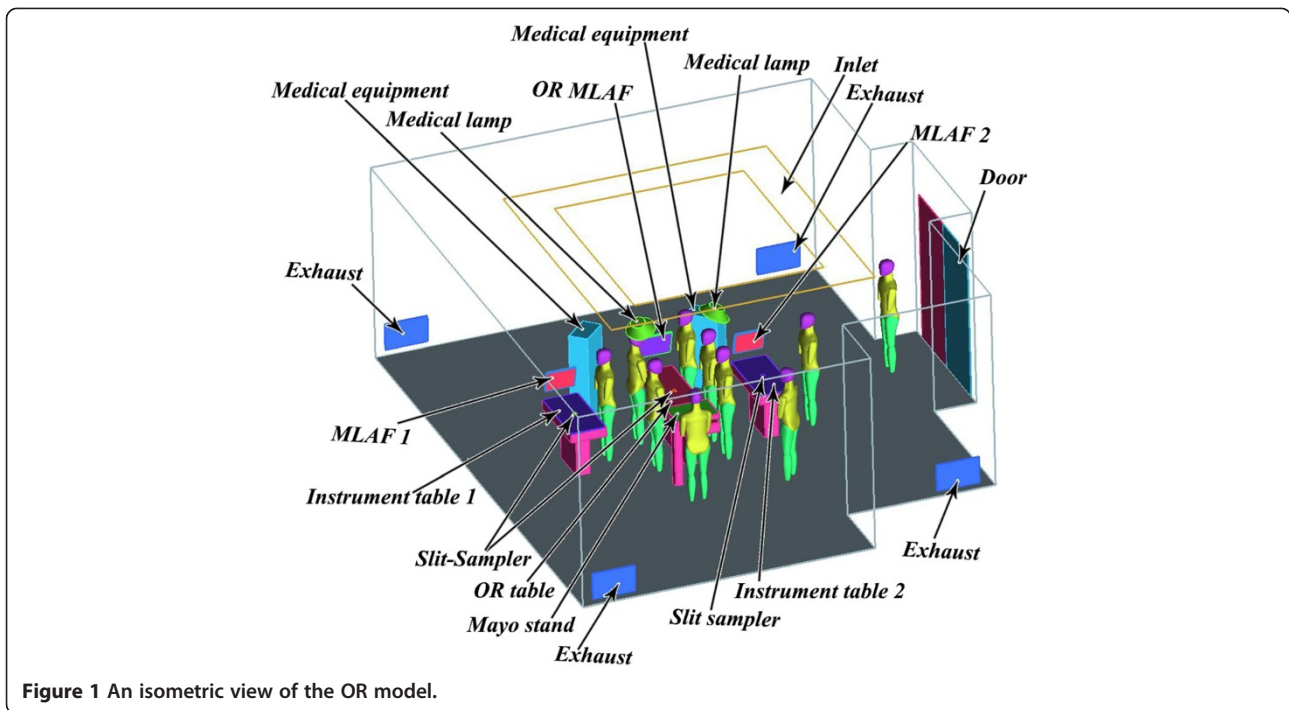 Medical equipment
Medical lamp
Inlet
OR MLAF
Exhaust
Medical equipment
Medical lamp
MLAF 2
Door
Exhaust
MLAF 1
Instrument table 1
Slit-Sampler
OR table
Mayo stand
Exhaust
Instrument table 2
Slit sampler
Exhaust
Figure 1 An isometric view of the OR model.